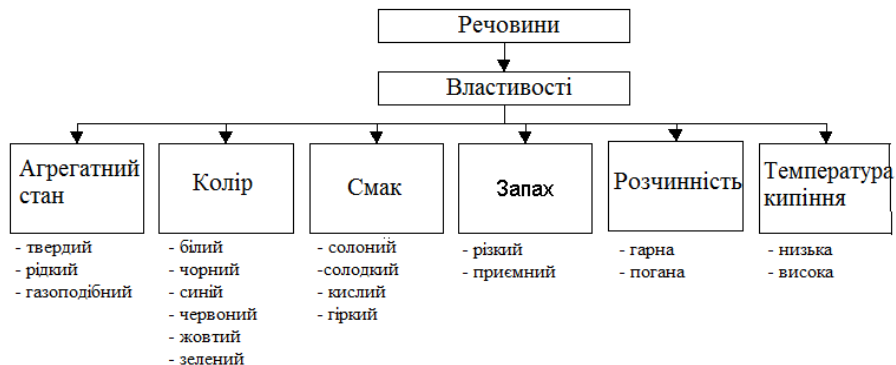 Речовини
Властивості
Агрегатний
стан
- твердий
- рідкий
- газоподібний
Колір
- білий
- чорний
- синій
- червоний
- жовтий
- зелений
Смак
- солоний
-солодкий
- кислий
- гіркий
Запах
- різкий
- приємний
Розчинність
- гарна
- погана
Температура
кипіння
- низька
- висока